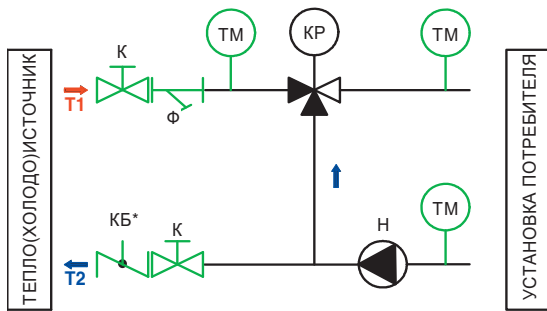 ТЕПЛО(ХОЛОДО)ИСТОЧНИК
К
ТМ
КР
ТМ
Т1
Ф
КБ*
К
Н
ТМ
Т2
УСТАНОВКА ПОТРЕБИТЕЛЯ